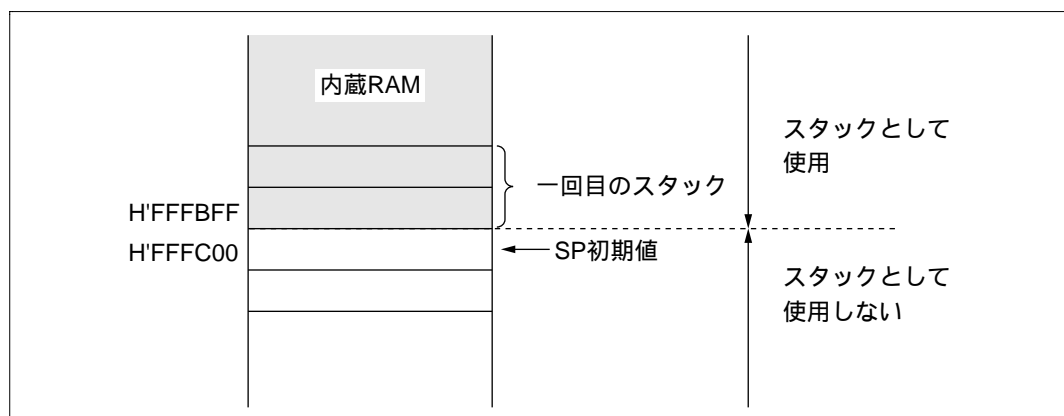 内蔵RAM
スタックとして
使用
一回目のスタック
H'FFFBFF
H'FFFC00
SP初期値
スタックとして
使用しない